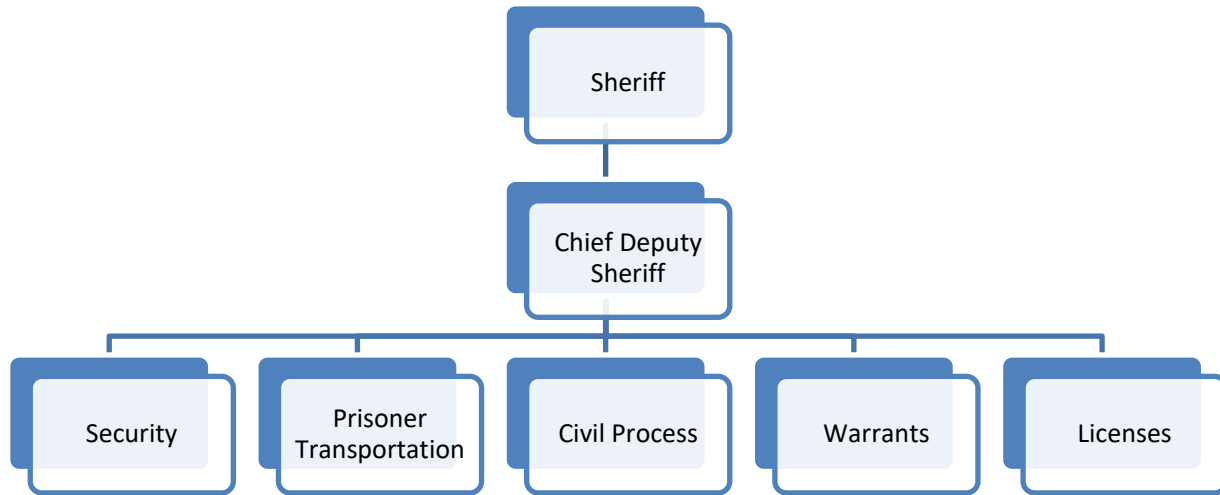 Sheriff
Chief Deputy
Sheriff
Security
Prisoner
Transportation
Civil Process
Warrants
Licenses